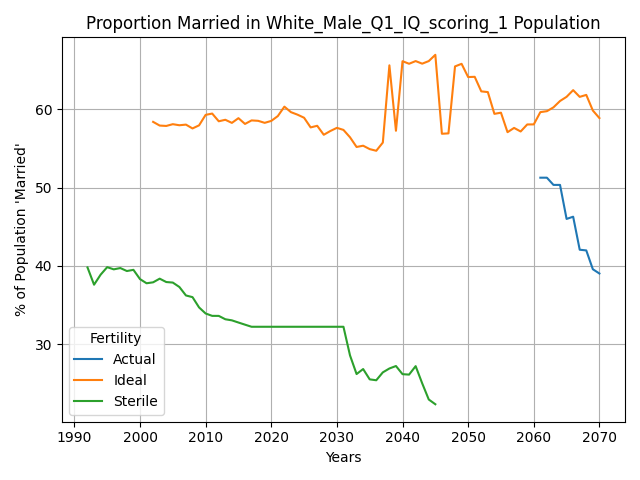 Proportion Married in White_Male_Q1_IQ_scoring_1 Population
% of Population 'Married'
60
50
40
30
Fertility
Actual
Ideal
Sterile
1990 2000 2010 2020 2030 2040 2050 2060 2070
Years